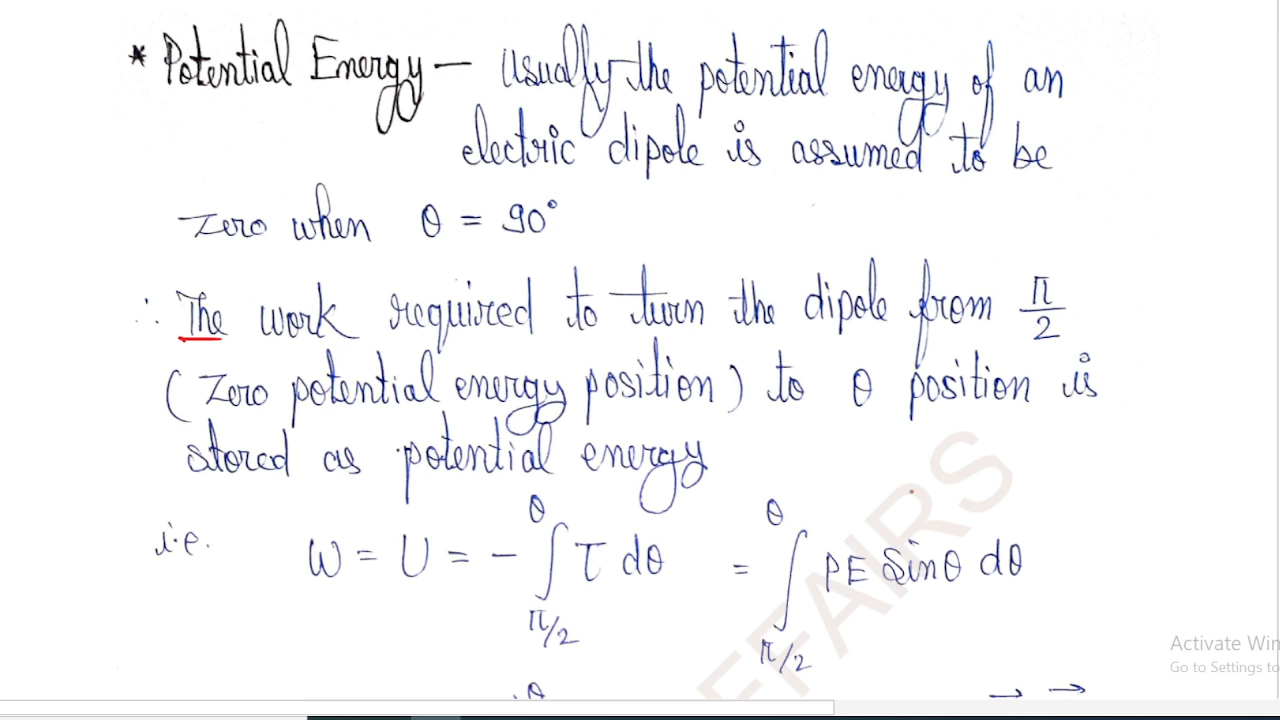 * Potential Energy — Usually the potential energy of an
electric dipole is assumed to be
zero when θ = 90°
∴ The work required to turn the dipole from π/2
(zero potential energy position) to θ position is
stored as potential energy
i.e. W = U = - ∫_{π/2}^{θ} τ dθ = ∫_{π/2}^{θ} PE Sinθ dθ
FFAIRS
Activate Win
Go to Settings to